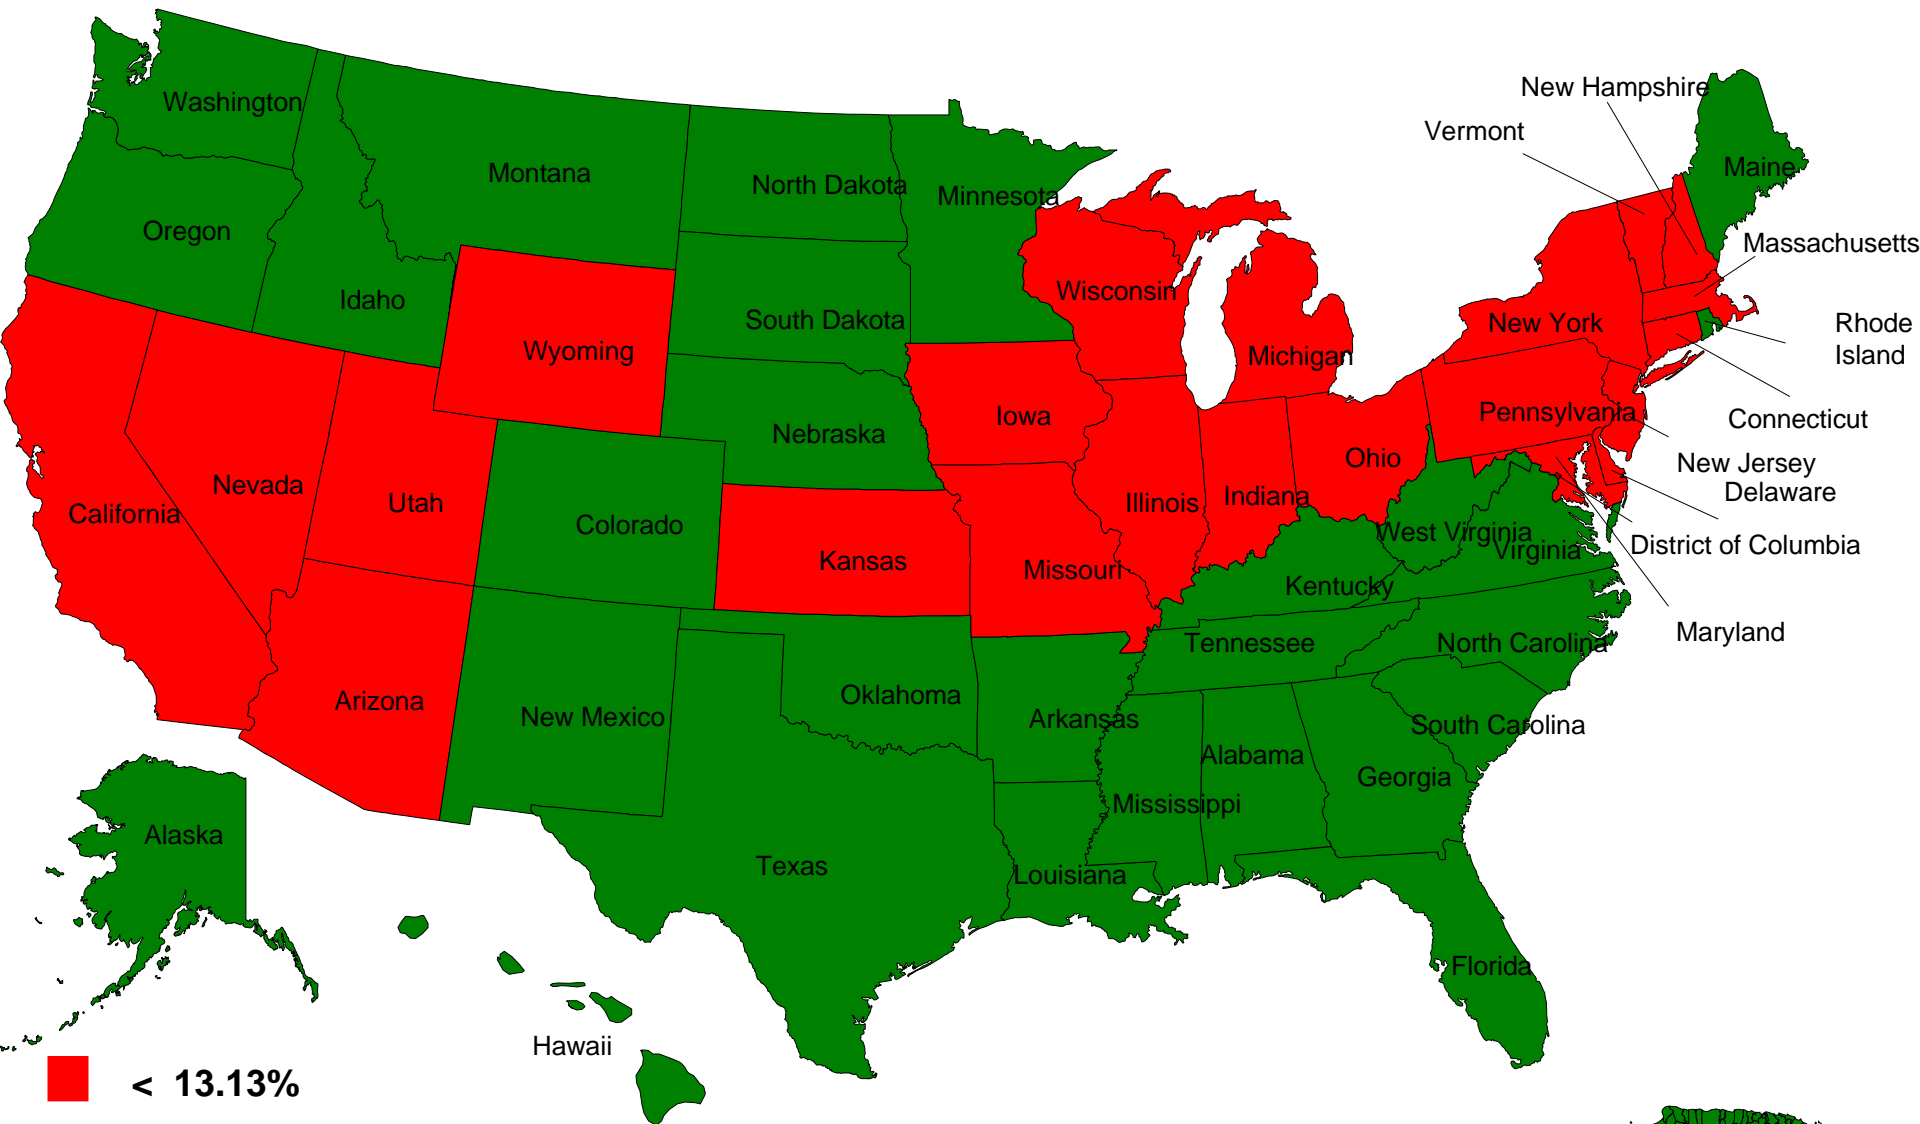 New Hampshire
Washington
Vermont
Maine
Montana
North Dakota
Minnesota
Oregon
Massachusetts
Idaho
Wisconsin
South Dakota
New York
Rhode
Island
Wyoming
Michigan
Iowa
Pennsylvania
Connecticut
Nebraska
Ohio
New Jersey
Nevada
Delaware
Utah
Indiana
Illinois
California
Colorado
West Virginia
Virginia
District of Columbia
Kansas
Missouri
Kentucky
Maryland
Tennessee
North Carolina
Oklahoma
Arizona
New Mexico
Arkansas
South Carolina
Alabama
Georgia
Mississippi
Alaska
Texas
Louisiana
Florida
Hawaii
< 13.13%